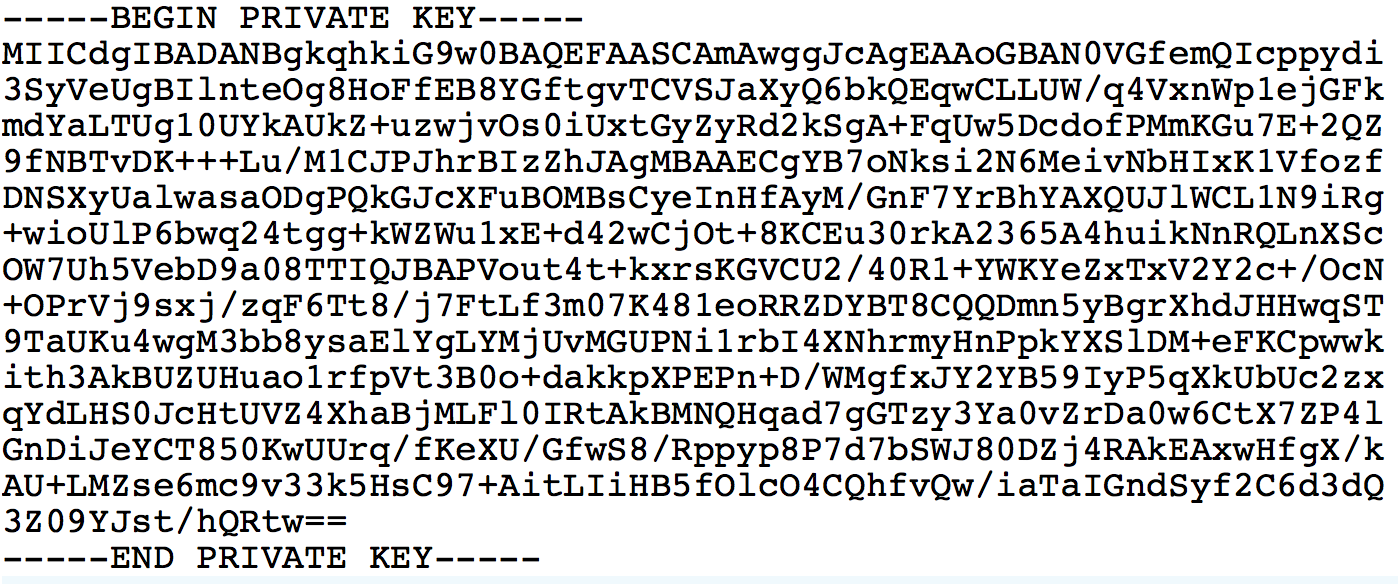 -----BEGIN PRIVATE KEY-----
MIICdgIBADANBgkqhkiG9w0BAQEFAASCAmAwggJcAgEAAoGBAN0VGfemQIcppydi
3SyVeUgBIlnteOg8HoFfEB8YGftgvTCVSJaXyQ6bkQEqwCLLUW/q4VxnWp1ejGFk
mdYaLTUg10UYkAUkZ+uzwjvOs0iUxtGyZyRd2kSgA+FqUw5DcdofPMmKGu7E+2QZ
9fNBTvDK+++Lu/M1CJPJhrBIzZhJAgMBAAECgYB7oNksi2N6MeivNbHIxK1Vfozf
DNSXyUalwasaODgPQkGJcXFuBOMBsCyeInHfAyM/GnF7YrBhYAXQUJlWCL1N9iRg
+wioUlP6bwq24tgg+kWZWu1xE+d42wCjOt+8KCEu30rkA2365A4huikNnRQLnXSc
OW7Uh5VebD9a08TTIQJBAPVout4t+kxrsKGVCU2/40R1+YWKYeZxTxV2Y2c+/OcN
+OPrVj9sxj/zqF6Tt8/j7FtLf3m07K481eoRRZDYBT8CQQDmn5yBgrXhdJHHwqST
9TaUKu4wgM3bb8ysaElYgLYMjUvMGUPNi1rbI4XNhrmyHnPpkYXSlDM+eFKCpwwk
ith3AkBUZUHuao1rfpVt3B0o+dakkpXPEPn+D/WMgfxJY2YB59IyP5qXkUbUc2zx
qYdLHS0JcHtUVZ4XhaBjMLFl0IRtAkBMNQHqad7gGTzy3Ya0vZrDa0w6CtX7ZP4l
GnDiJeYCT850KwUUrq/fKeXU/GfwS8/Rppyp8P7d7bSWJ80DZj4RAkEAxwHfgX/k
AU+LMZse6mc9v33k5HsC97+AitLIiHB5fOlcO4CQhfvQw/iaTaIGndSyf2C6d3dQ
3Z09YJst/hQRtw==
-----END PRIVATE KEY-----